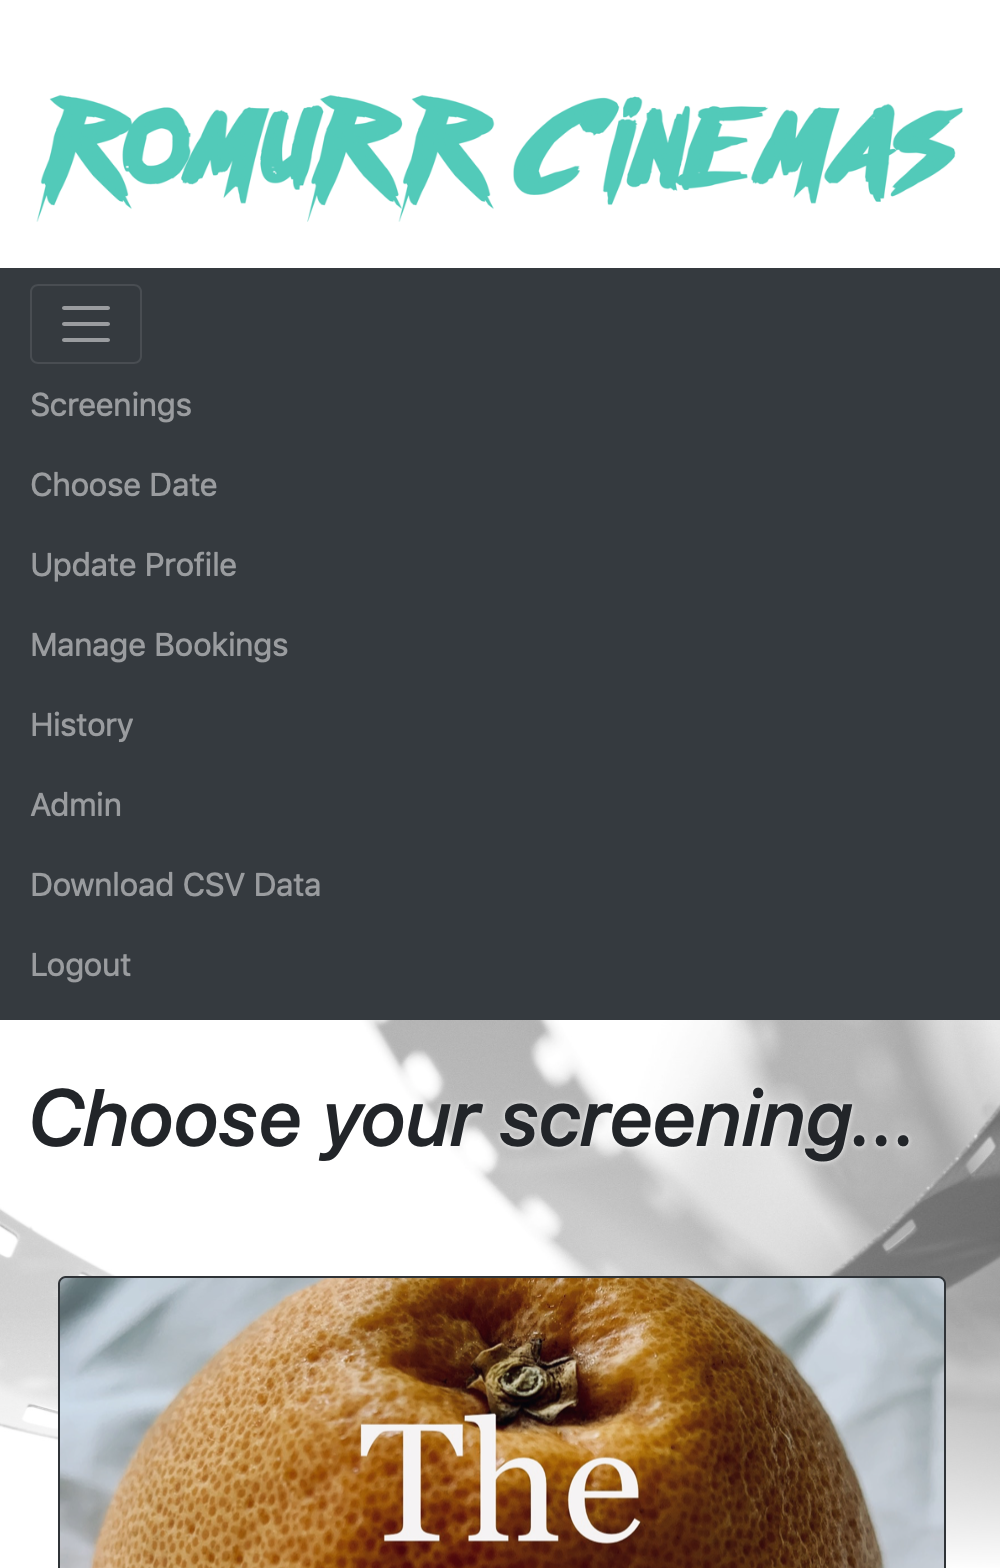 Romurr Cinemas
Screenings
Choose Date
Update Profile
Manage Bookings
History
Admin
Download CSV Data
Logout
Choose your screening...
The